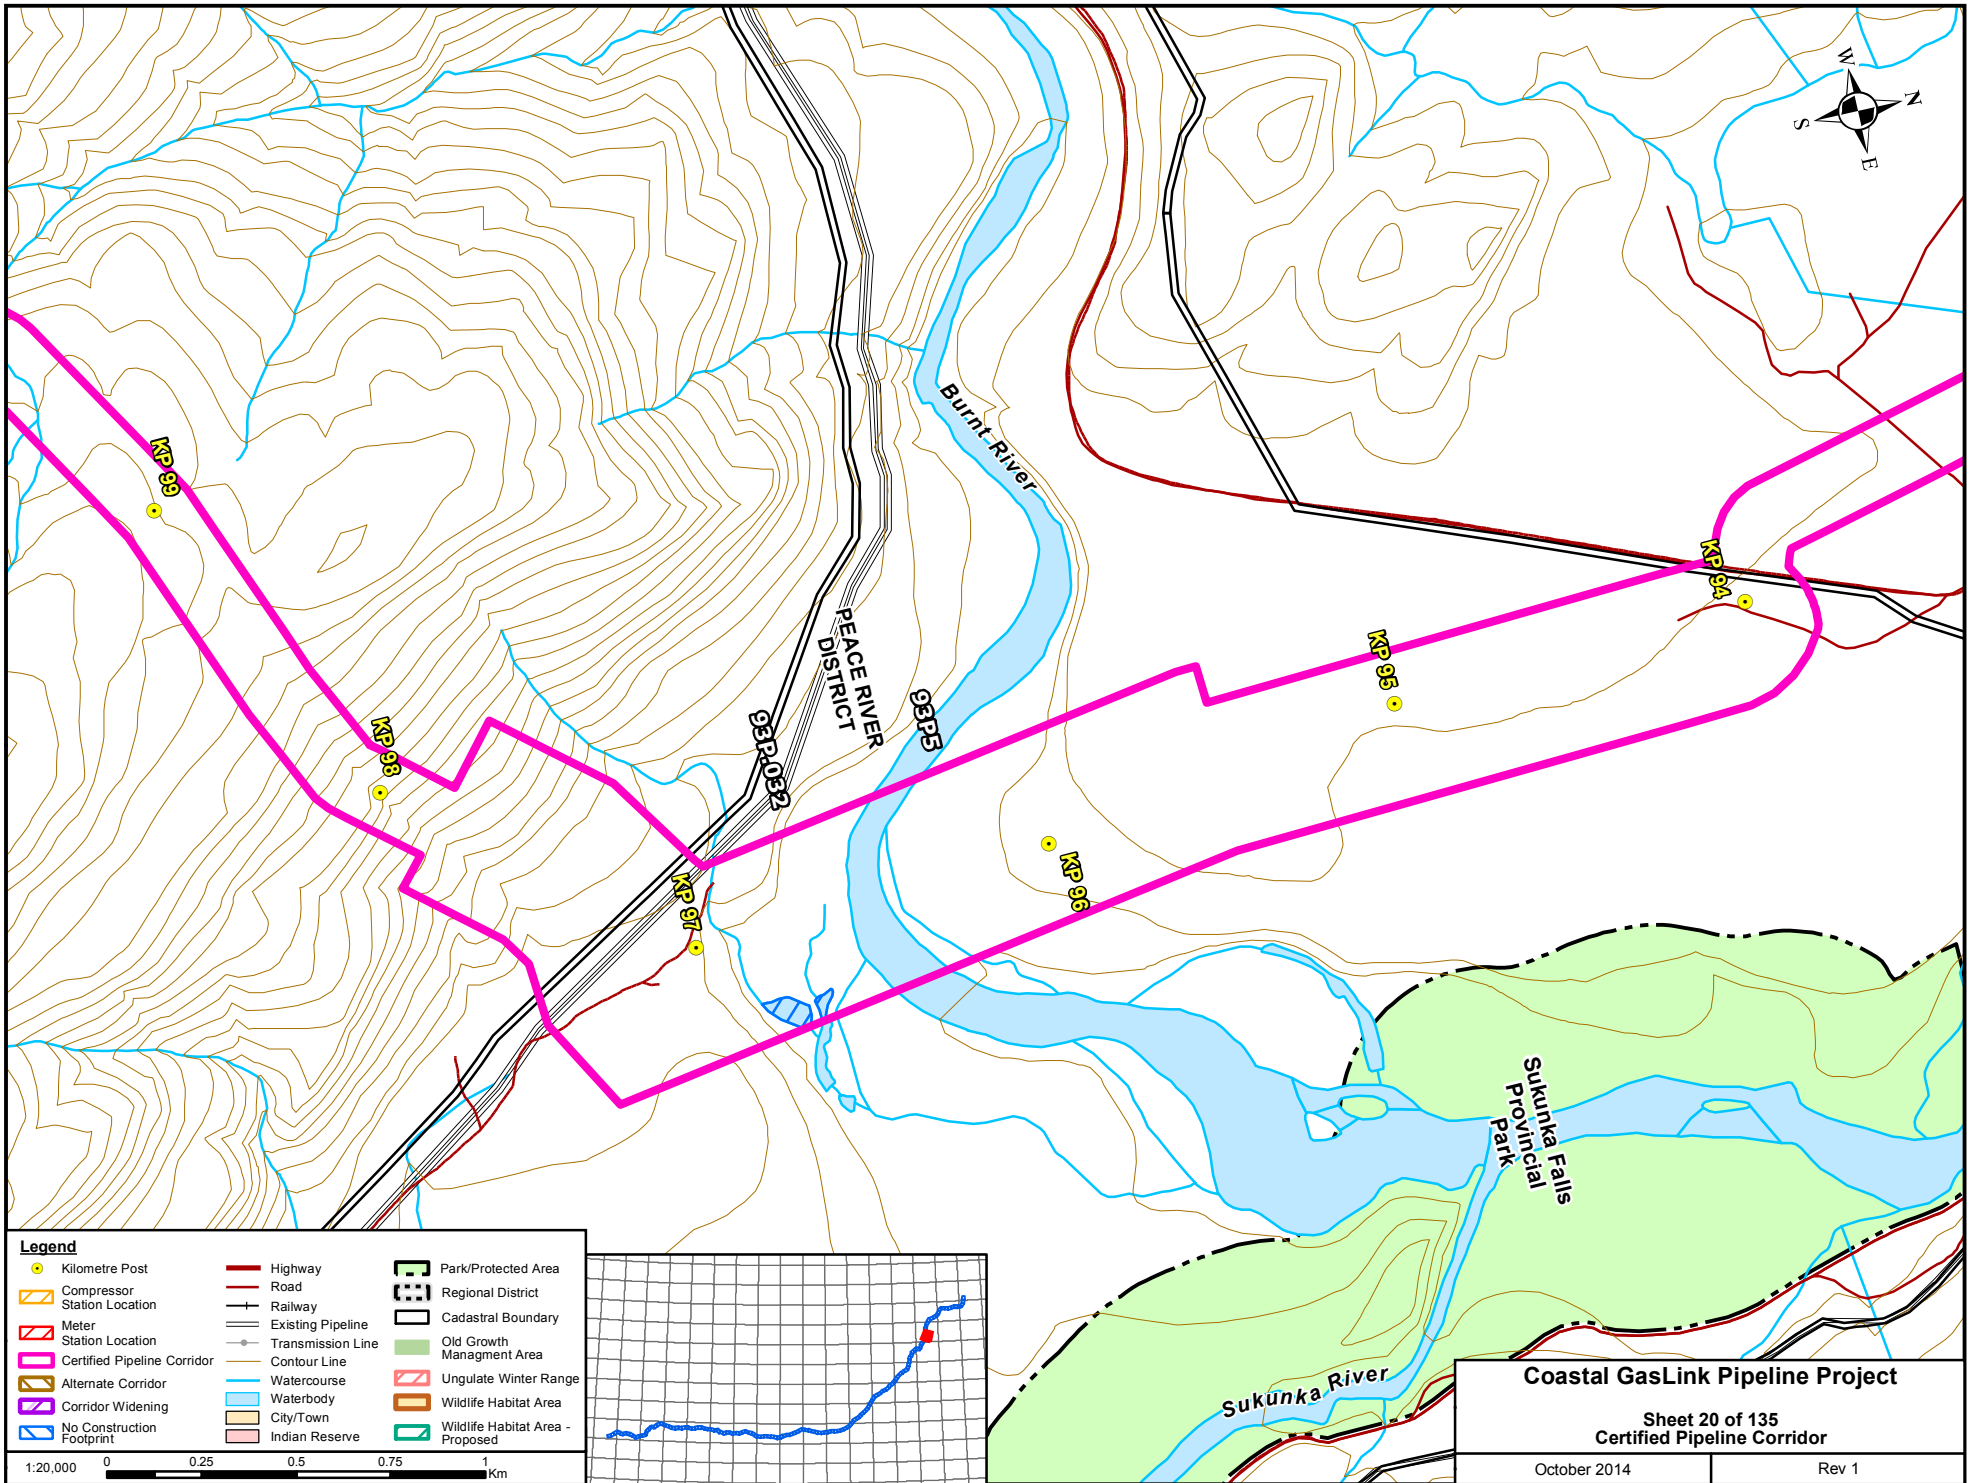 W
N
S
E
Burnt River
KP 99
KP 94
PEACE RIVER
DISTRICT
KP 95
93P5
93P.032
KP 98
KP 96
KP 97
Sukunka Falls
Provincial
Park
Sukunka River
Legend
Kilometre Post
Compressor
Station Location
Meter
Station Location
Certified Pipeline Corridor
Alternate Corridor
Corridor Widening
No Construction
Footprint
Highway
Road
Railway
Existing Pipeline
Transmission Line
Contour Line
Watercourse
Waterbody
City/Town
Indian Reserve
Park/Protected Area
Regional District
Cadastral Boundary
Old Growth
Managment Area
Ungulate Winter Range
Wildlife Habitat Area
Wildlife Habitat Area -
Proposed
1:20,000
0 0.25 0.5 0.75 1
Km
Coastal GasLink Pipeline Project
Sheet 20 of 135
Certified Pipeline Corridor
October 2014
Rev 1